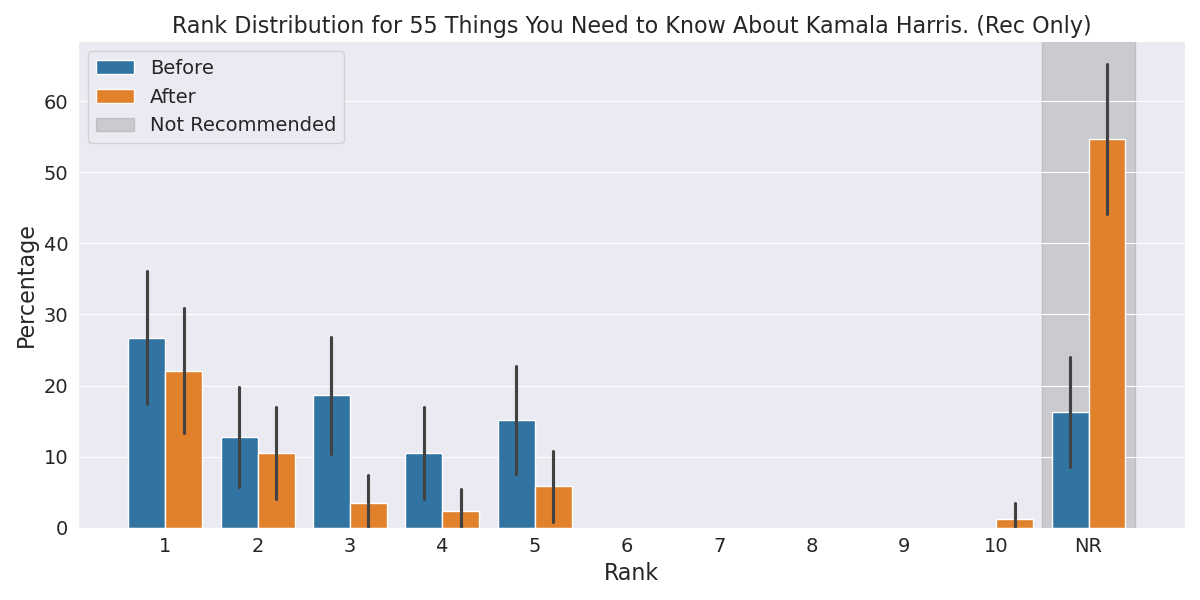 Rank Distribution for 55 Things You Need to Know About Kamala Harris. (Rec Only)
Before
After
Not Recommended
Percentage
60
50
40
30
20
10
0
1 2 3 4 5 6 7 8 9 10 NR
Rank